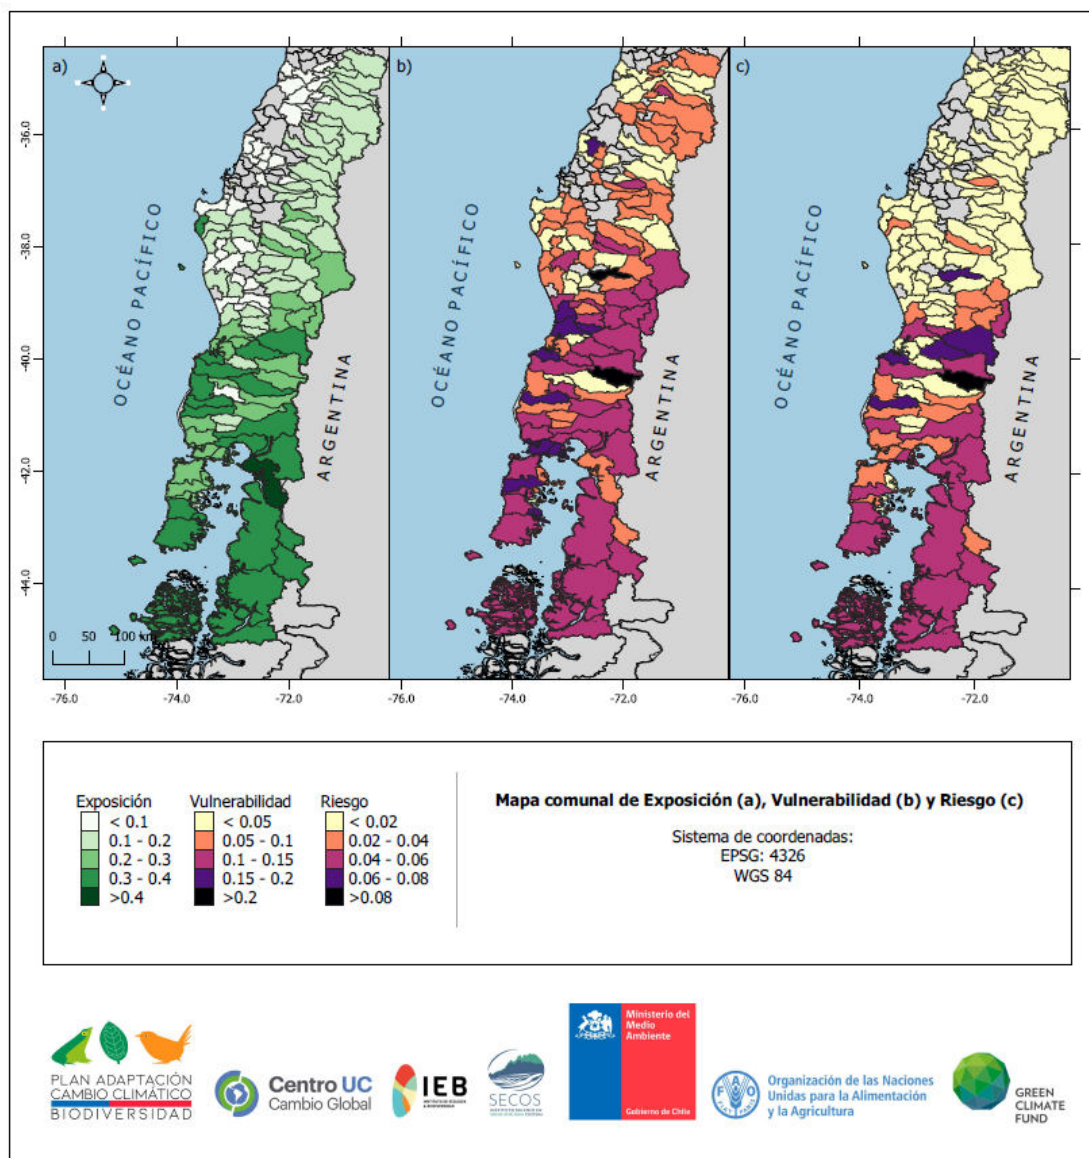 a)
b)
c)
-36.0
-38.0
-40.0
-42.0
-44.0
OCÉANO PACÍFICO
ARGENTINA
OCÉANO PACÍFICO
ARGENTINA
OCÉANO PACÍFICO
ARGENTINA
0 50 100 km
-76.0 -74.0 -72.0 -76.0 -74.0 -72.0 -76.0 -74.0 -72.0
Exposición
< 0.1
0.1 - 0.2
0.2 - 0.3
0.3 - 0.4
>0.4
Vulnerabilidad
< 0.05
0.05 - 0.1
0.1 - 0.15
0.15 - 0.2
>0.2
Riesgo
< 0.02
0.02 - 0.04
0.04 - 0.06
0.06 - 0.08
>0.08
Mapa comunal de Exposición (a), Vulnerabilidad (b) y Riesgo (c)
Sistema de coordenadas:
EPSG: 4326
WGS 84
PLAN ADAPTACIÓN
CAMBIO CLIMÁTICO
BIODIVERSIDAD
Centro UC
Cambio Global
IEB
SECOS
Ministerio del
Medio
Ambiente
Gobierno de Chile
FAO
FIAT PANIS
Organización de las Naciones
Unidas para la Alimentación
y la Agricultura
GREEN
CLIMATE
FUND